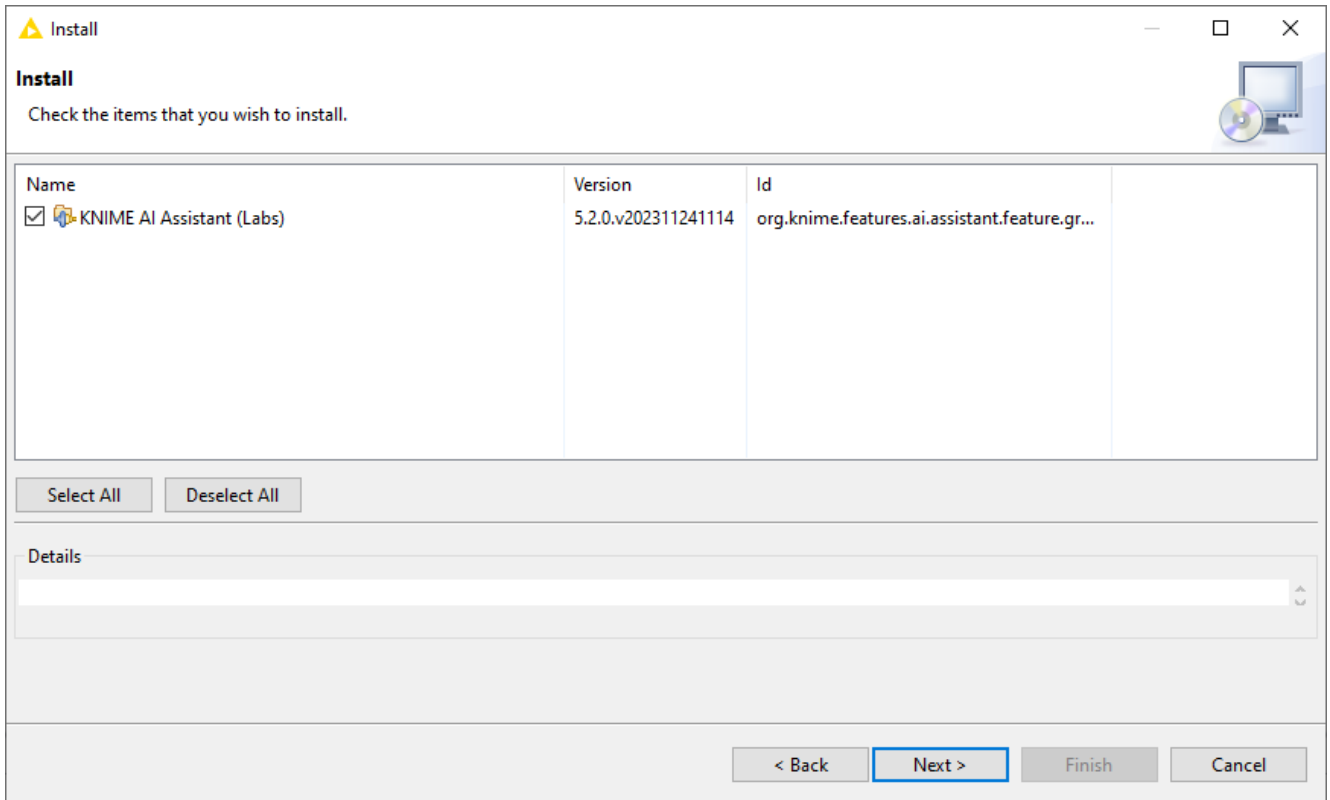 Install
Install
Check the items that you wish to install.
Name Version Id
KNIME AI Assistant (Labs) 5.2.0.v202311241114 org.knime.features.ai.assistant.feature.gr...
Select All Deselect All
Details
< Back Next > Finish Cancel